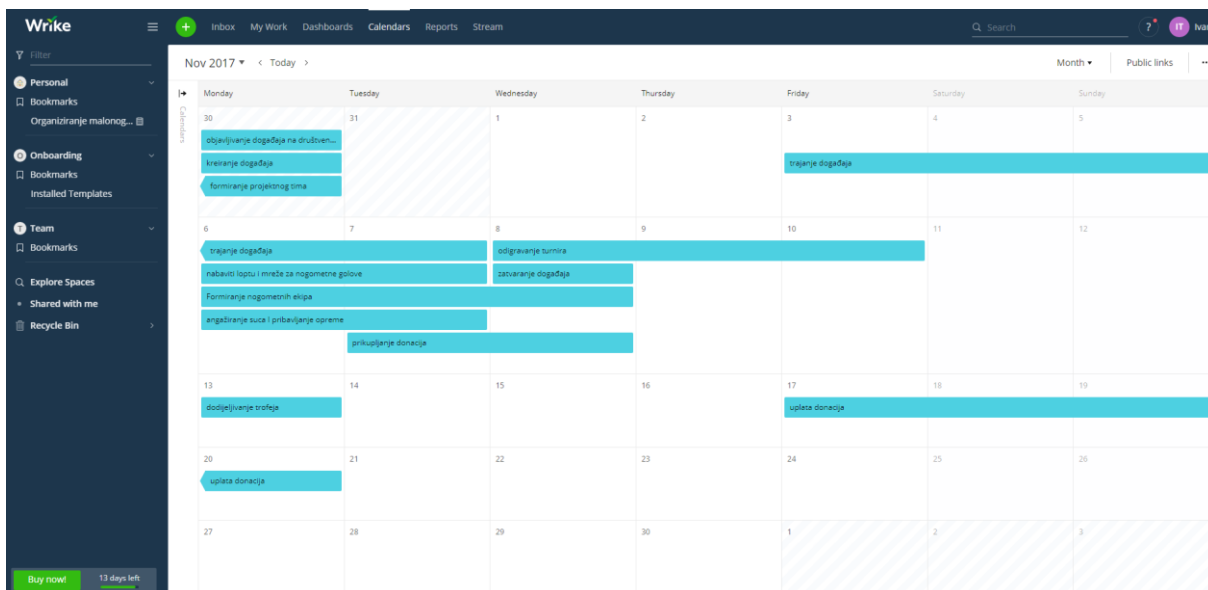 Wrike
Inbox My Work Dashboards Calendars Reports Stream
Search
?
IT Ivan
Filter
Personal
Bookmarks
Organiziranje malonog...
Onboarding
Bookmarks
Installed Templates
Team
Bookmarks
Explore Spaces
Shared with me
Recycle Bin
Buy now! 13 days left
Nov 2017 Today
Month Public links
Calendars
Monday Tuesday Wednesday Thursday Friday Saturday Sunday
30 31 1 2 3 4 5
objavljivanje događaja na društven...
kreiranje događaja trajanje događaja
formiranje projektnog tima
6 7 8 9 10 11 12
trajanje događaja odigravanje turnira
nabaviti loptu i mreže za nogometne golove zatvaranje događaja
Formiranje nogometnih ekipa
angažiranje suca I pribavljanje opreme
prikupljanje donacija
13 14 15 16 17 18 19
dodijeljivanje trofeja uplata donacija
20 21 22 23 24 25 26
uplata donacija
27 28 29 30 1 2 3